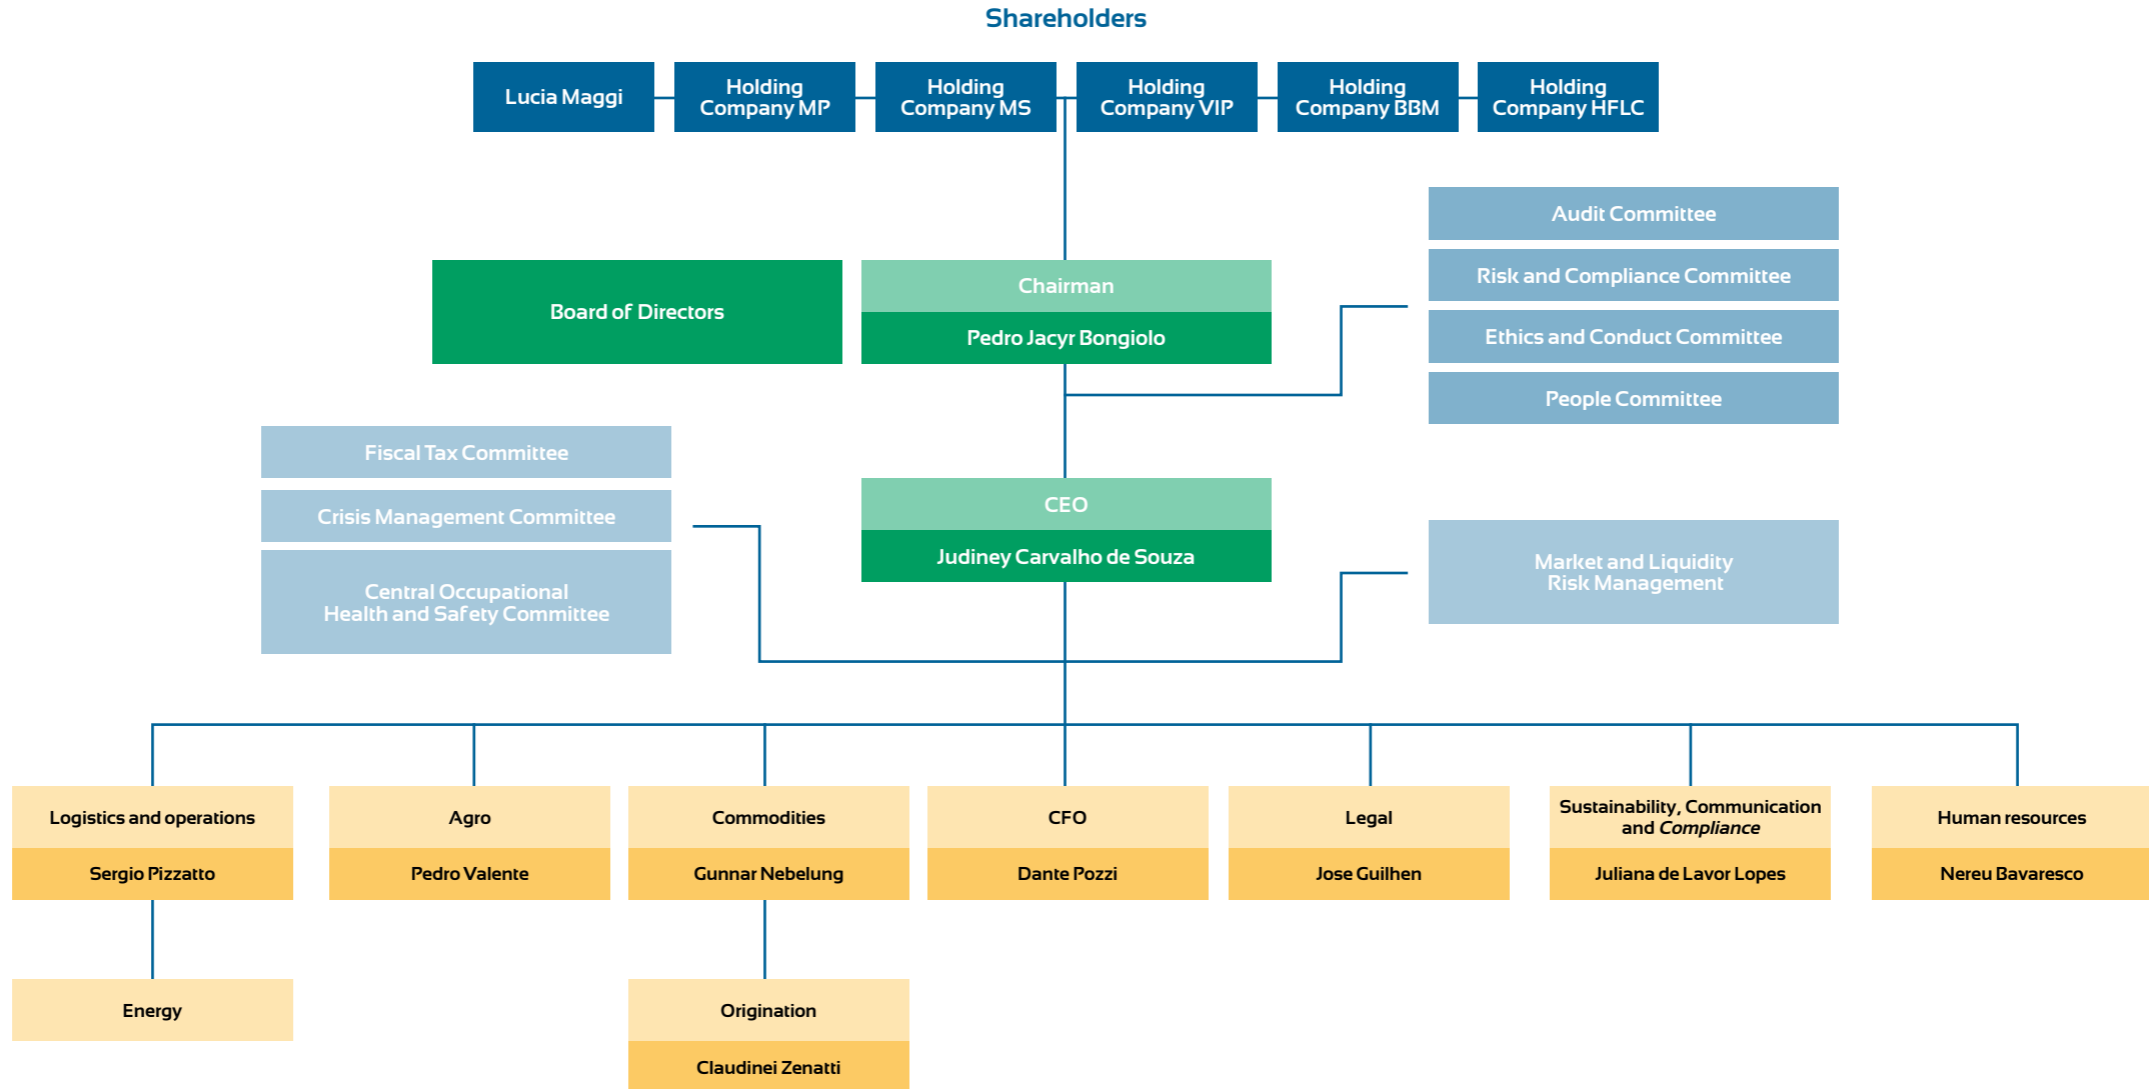 Shareholders
Lucia Maggi
Holding
Company MP
Holding
Company MS
Holding
Company VIP
Holding
Company BBM
Holding
Company HFLC
Audit Committee
Risk and Compliance Committee
Ethics and Conduct Committee
People Committee
Board of Directors
Chairman
Pedro Jacyr Bongiolo
Fiscal Tax Committee
Crisis Management Committee
Central Occupational
Health and Safety Committee
CEO
Judiney Carvalho de Souza
Market and Liquidity
Risk Management
Logistics and operations
Sergio Pizzatto
Agro
Pedro Valente
Commodities
Gunnar Nebelung
CFO
Dante Pozzi
Legal
Jose Guilhen
Sustainability, Communication
and Compliance
Juliana de Lavor Lopes
Human resources
Nereu Bavaresco
Energy
Origination
Claudinei Zenatti